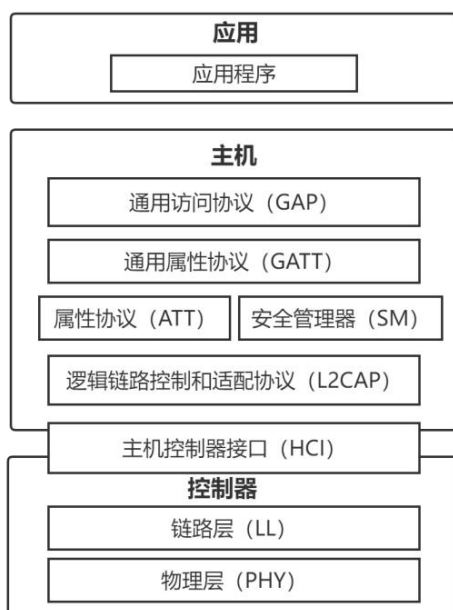 应用
应用程序
主机
通用访问协议（GAP）
通用属性协议（GATT）
属性协议（ATT） 安全管理器（SM）
逻辑链路控制和适配协议（L2CAP）
主机控制器接口（HCI）
控制器
链路层（LL）
物理层（PHY）